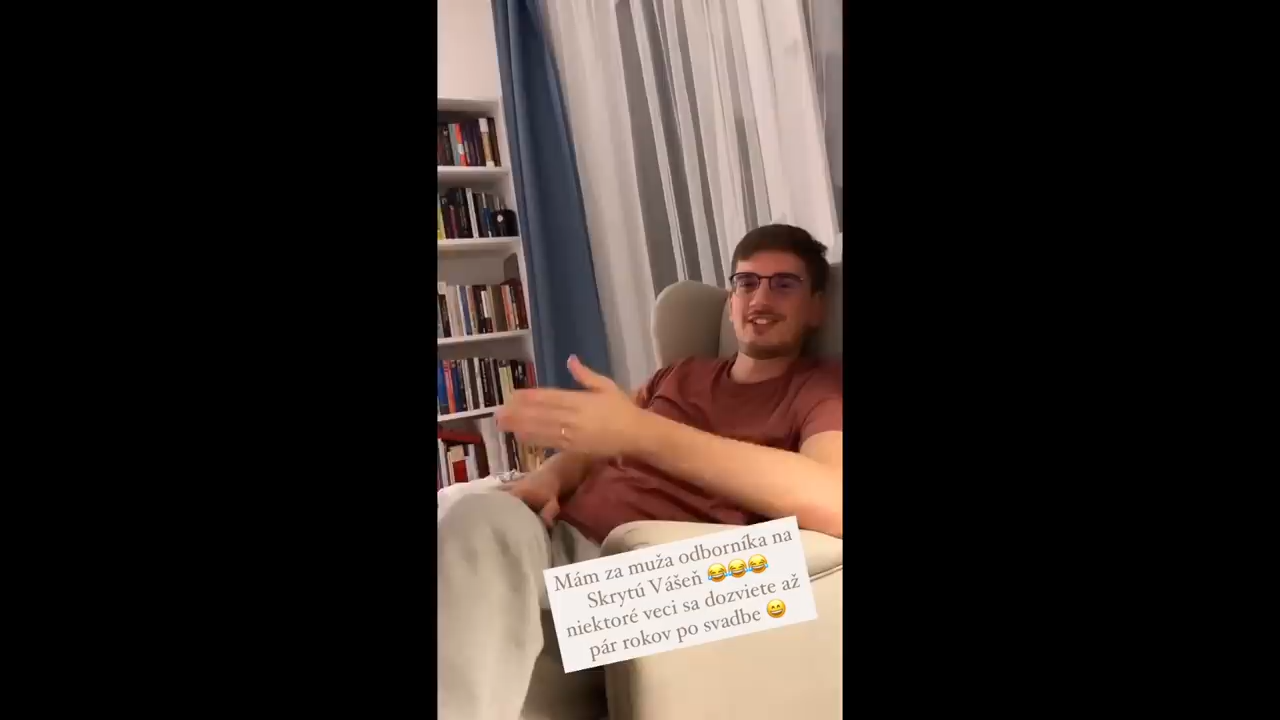 Mám za muža odborníka na
Skrytú Vášeň 😂😂😂
niektoré veci sa dozviete až
pár rokov po svadbe 😄